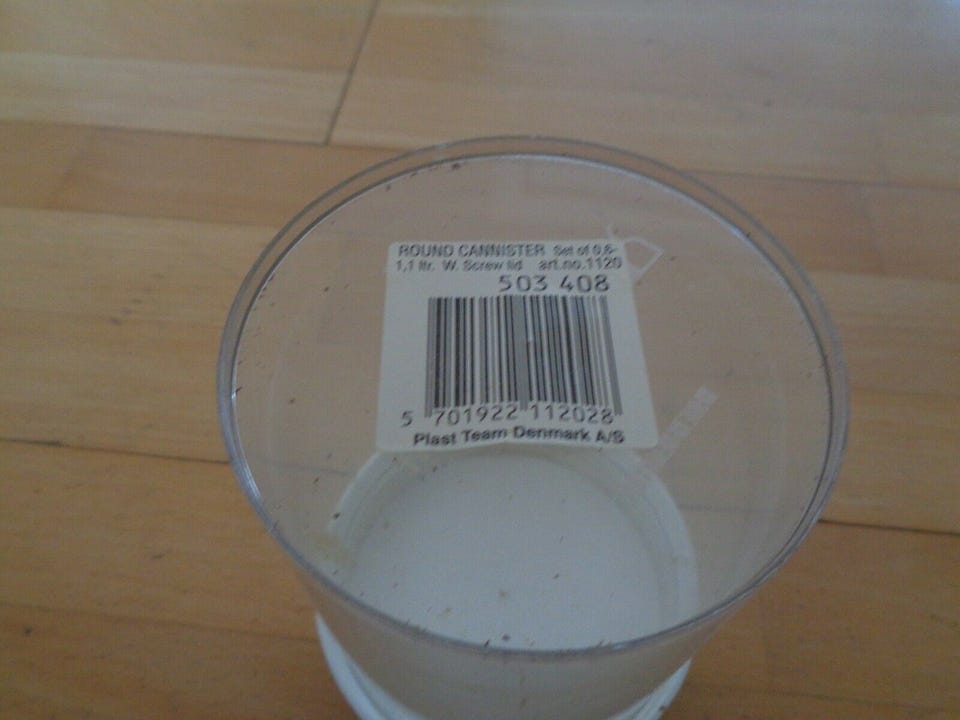 ROUND CANNISTER Set of 0,6-
1,1 ltr. W. Screw lid art.no.1120
503 408
5 701922 112028
Plast Team Denmark A/S